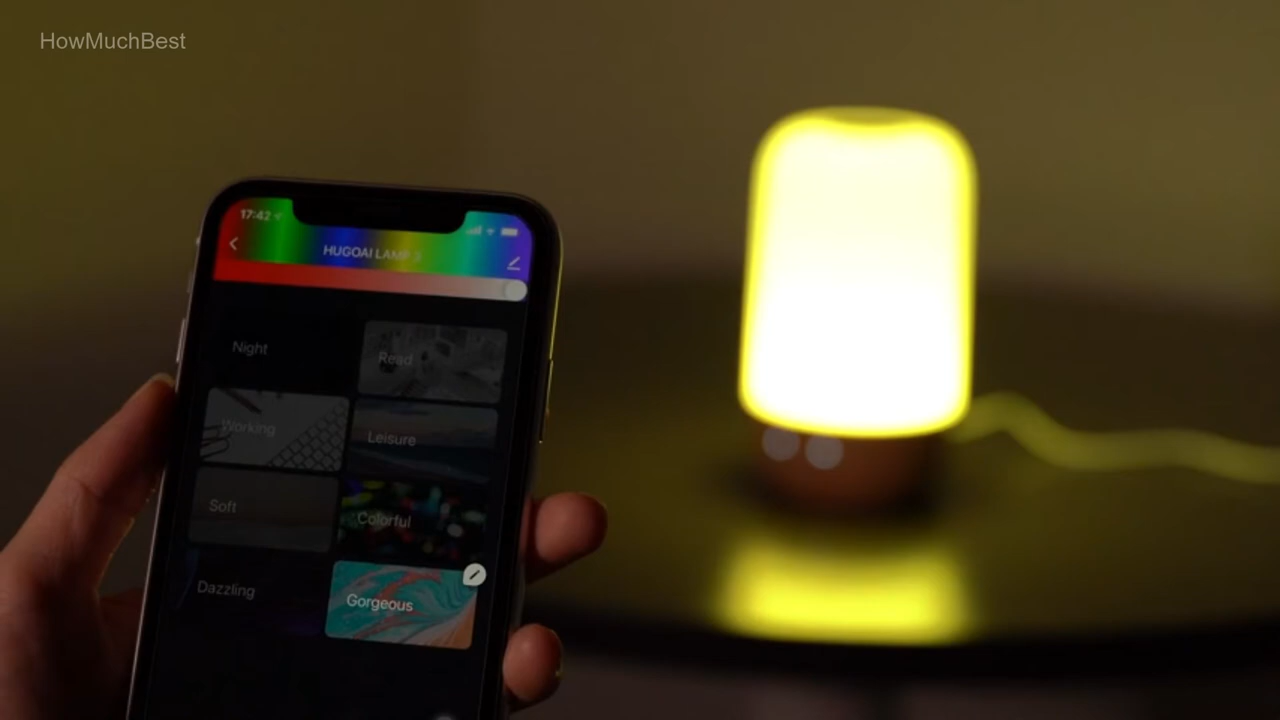 HowMuchBest
17:42
HUGOAI LAMP
Night
Read
Working
Leisure
Soft
Colorful
Dazzling
Gorgeous